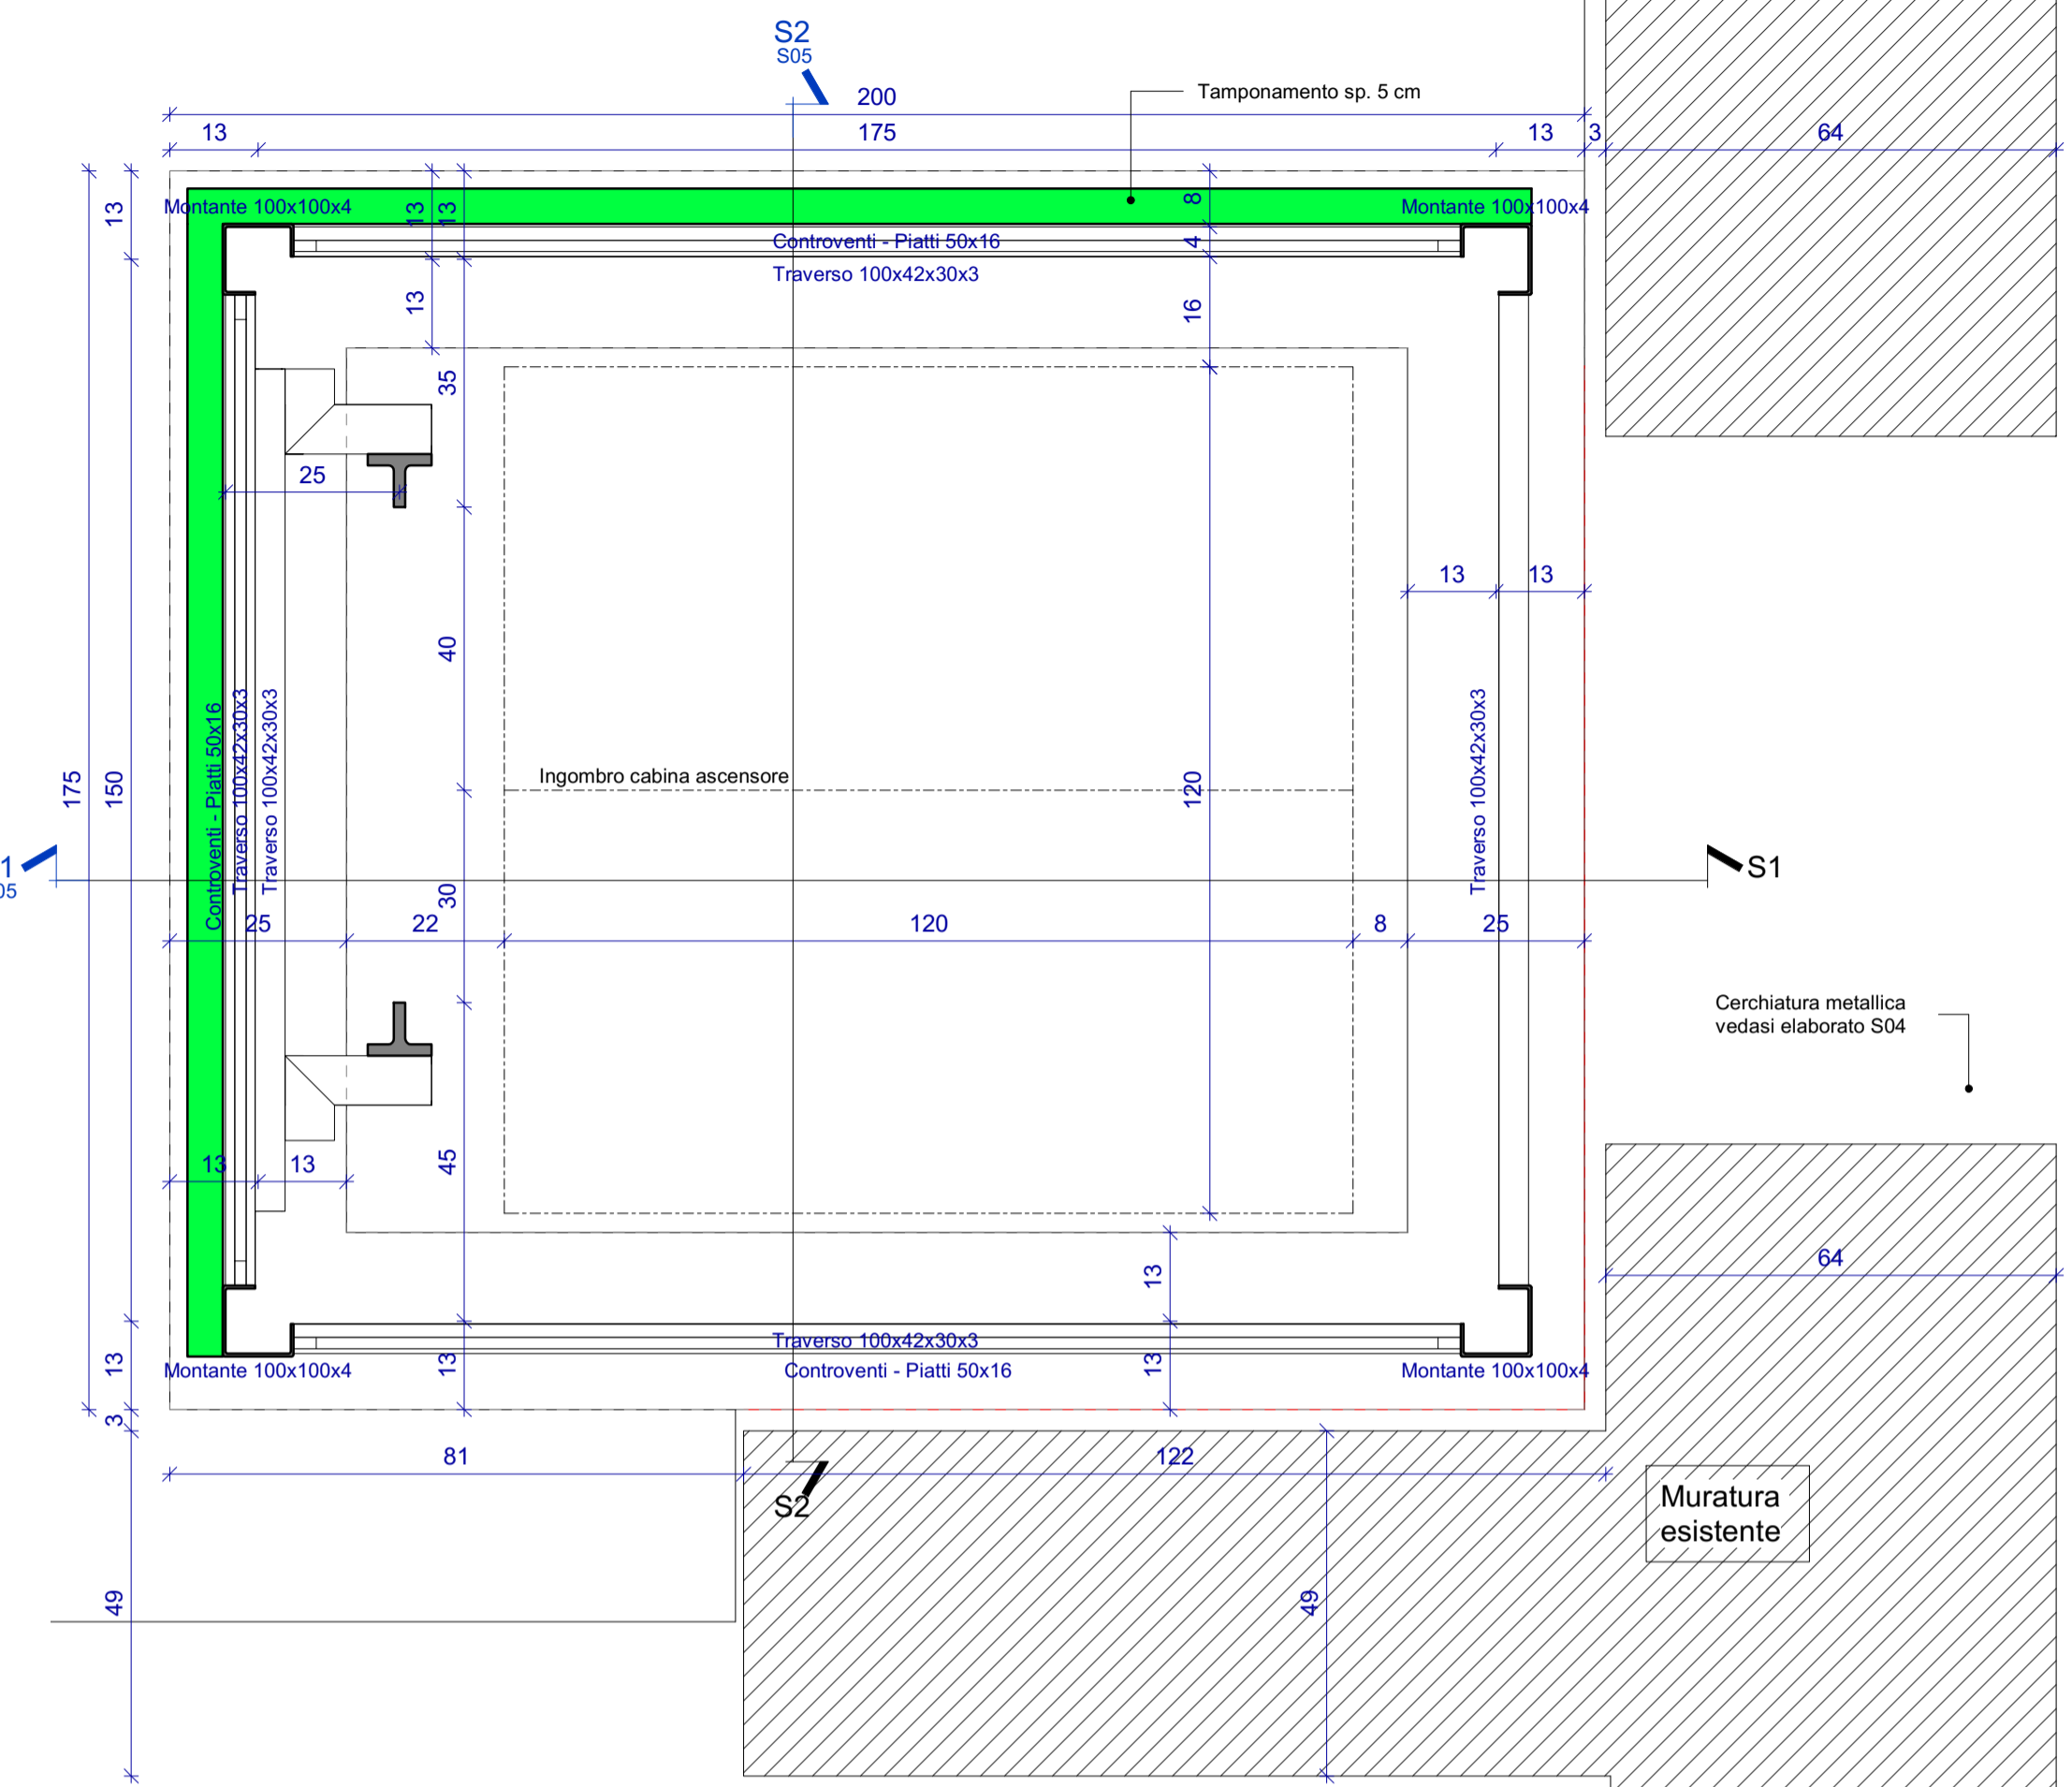 S2
S05
200
Tamponamento sp. 5 cm
13
175
13
3
64
13
13
13
8
Montante 100x100x4
Montante 100x100x4
Controventi - Piatti 50x16
4
Traverso 100x42x30x3
13
16
35
25
13
13
40
175
150
Controventi - Piatti 50x16
Traverso 100x42x30x3
Traverso 100x42x30x3
Ingombro cabina ascensore
120
Traverso 100x42x30x3
1
05
S1
30
25
22
120
8
25
Cerchiatura metallica
vedasi elaborato S04
13
13
45
13
64
13
Traverso 100x42x30x3
13
13
Montante 100x100x4
Controventi - Piatti 50x16
Montante 100x100x4
3
81
122
S2
Muratura
esistente
49
49